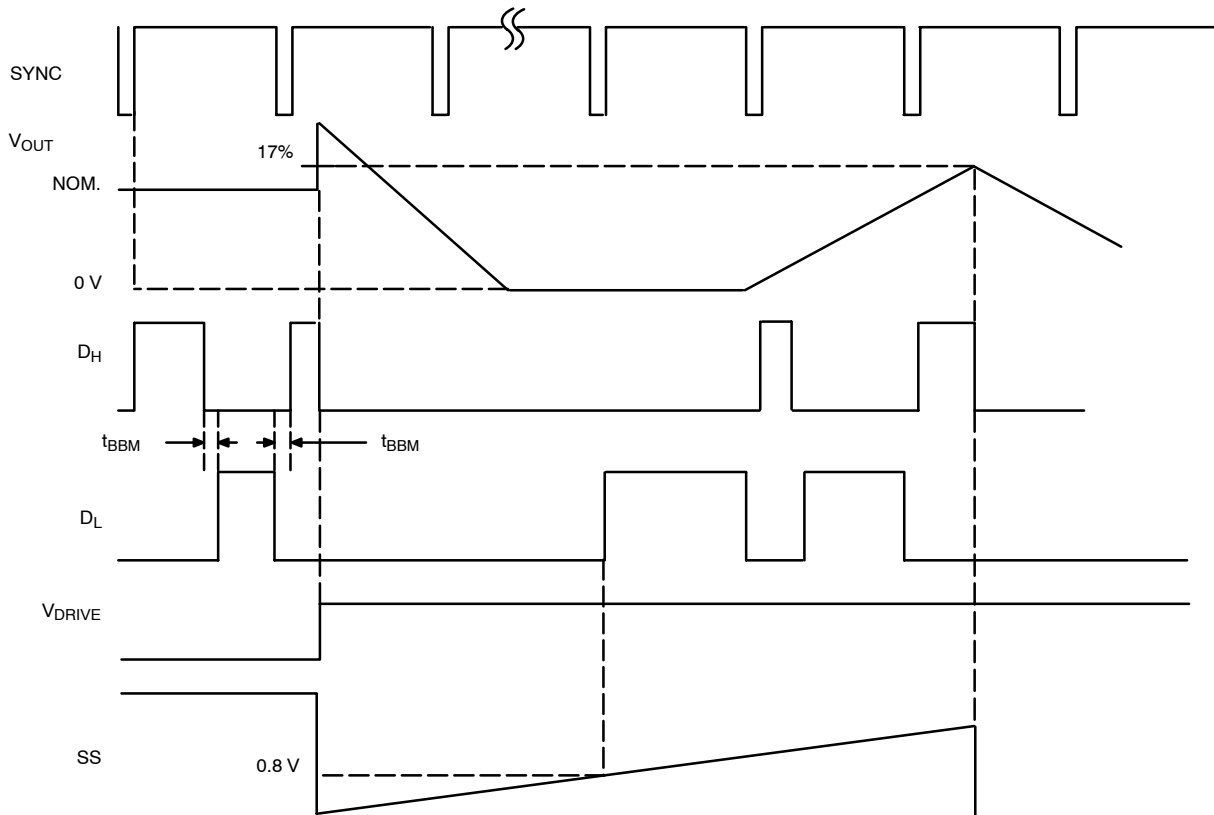 SYNC
VOUT
17%
NOM.
0 V
DH
tBBM
tBBM
DL
VDRIVE
SS
0.8 V